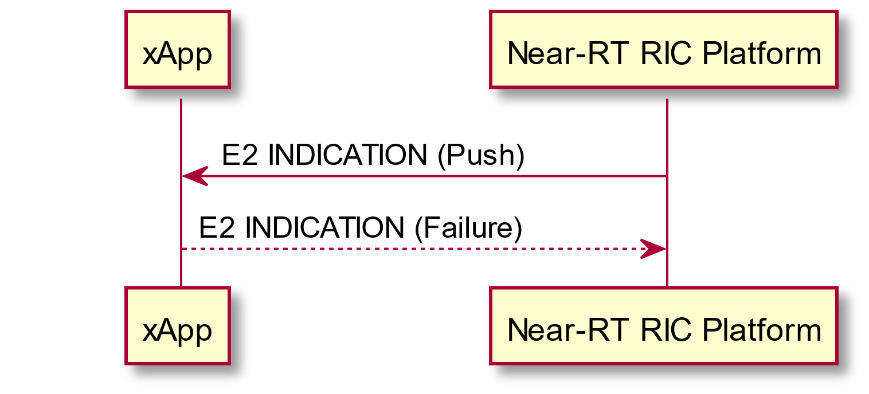 xApp
Near-RT RIC Platform
E2 INDICATION (Push)
E2 INDICATION (Failure)
xApp
Near-RT RIC Platform